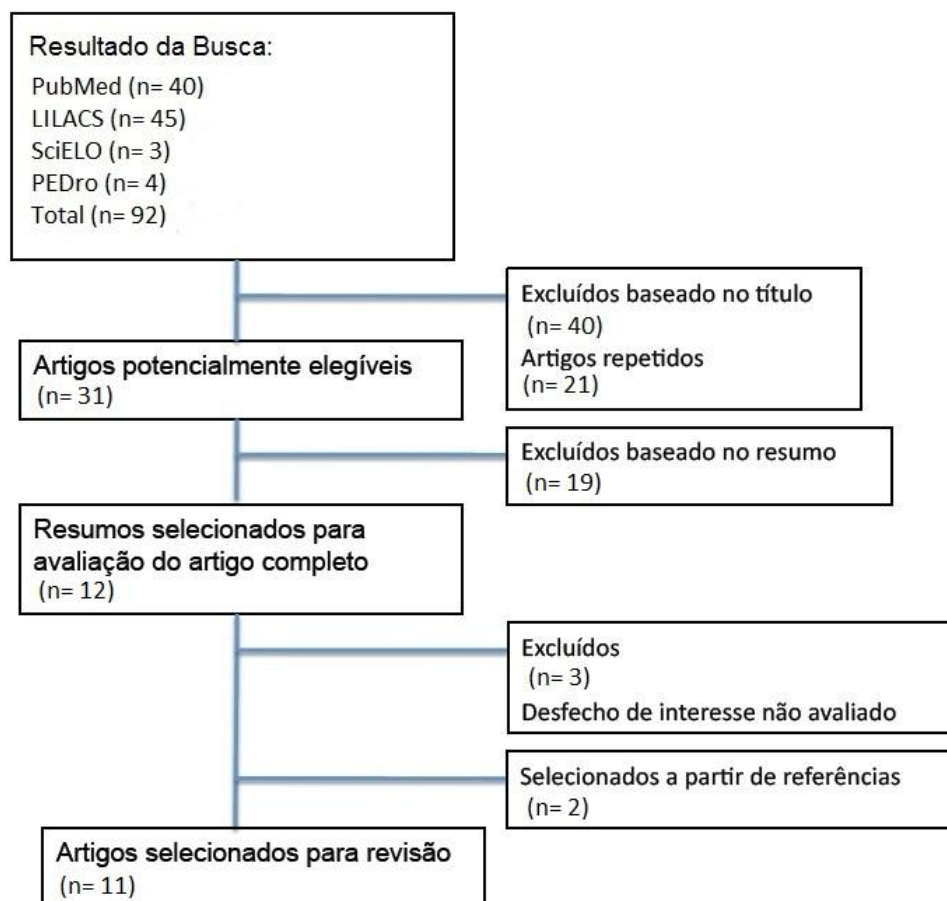 Resultado da Busca:
PubMed (n= 40)
LILACS (n= 45)
SciELO (n= 3)
PEDro (n= 4)
Total (n= 92)
Excluídos baseado no título
(n= 40)
Artigos repetidos
(n= 21)
Artigos potencialmente elegíveis
(n= 31)
Excluídos baseado no resumo
(n= 19)
Resumos selecionados para
avaliação do artigo completo
(n= 12)
Excluídos
(n= 3)
Desfecho de interesse não avaliado
Selecionados a partir de referências
(n= 2)
Artigos selecionados para revisão
(n= 11)